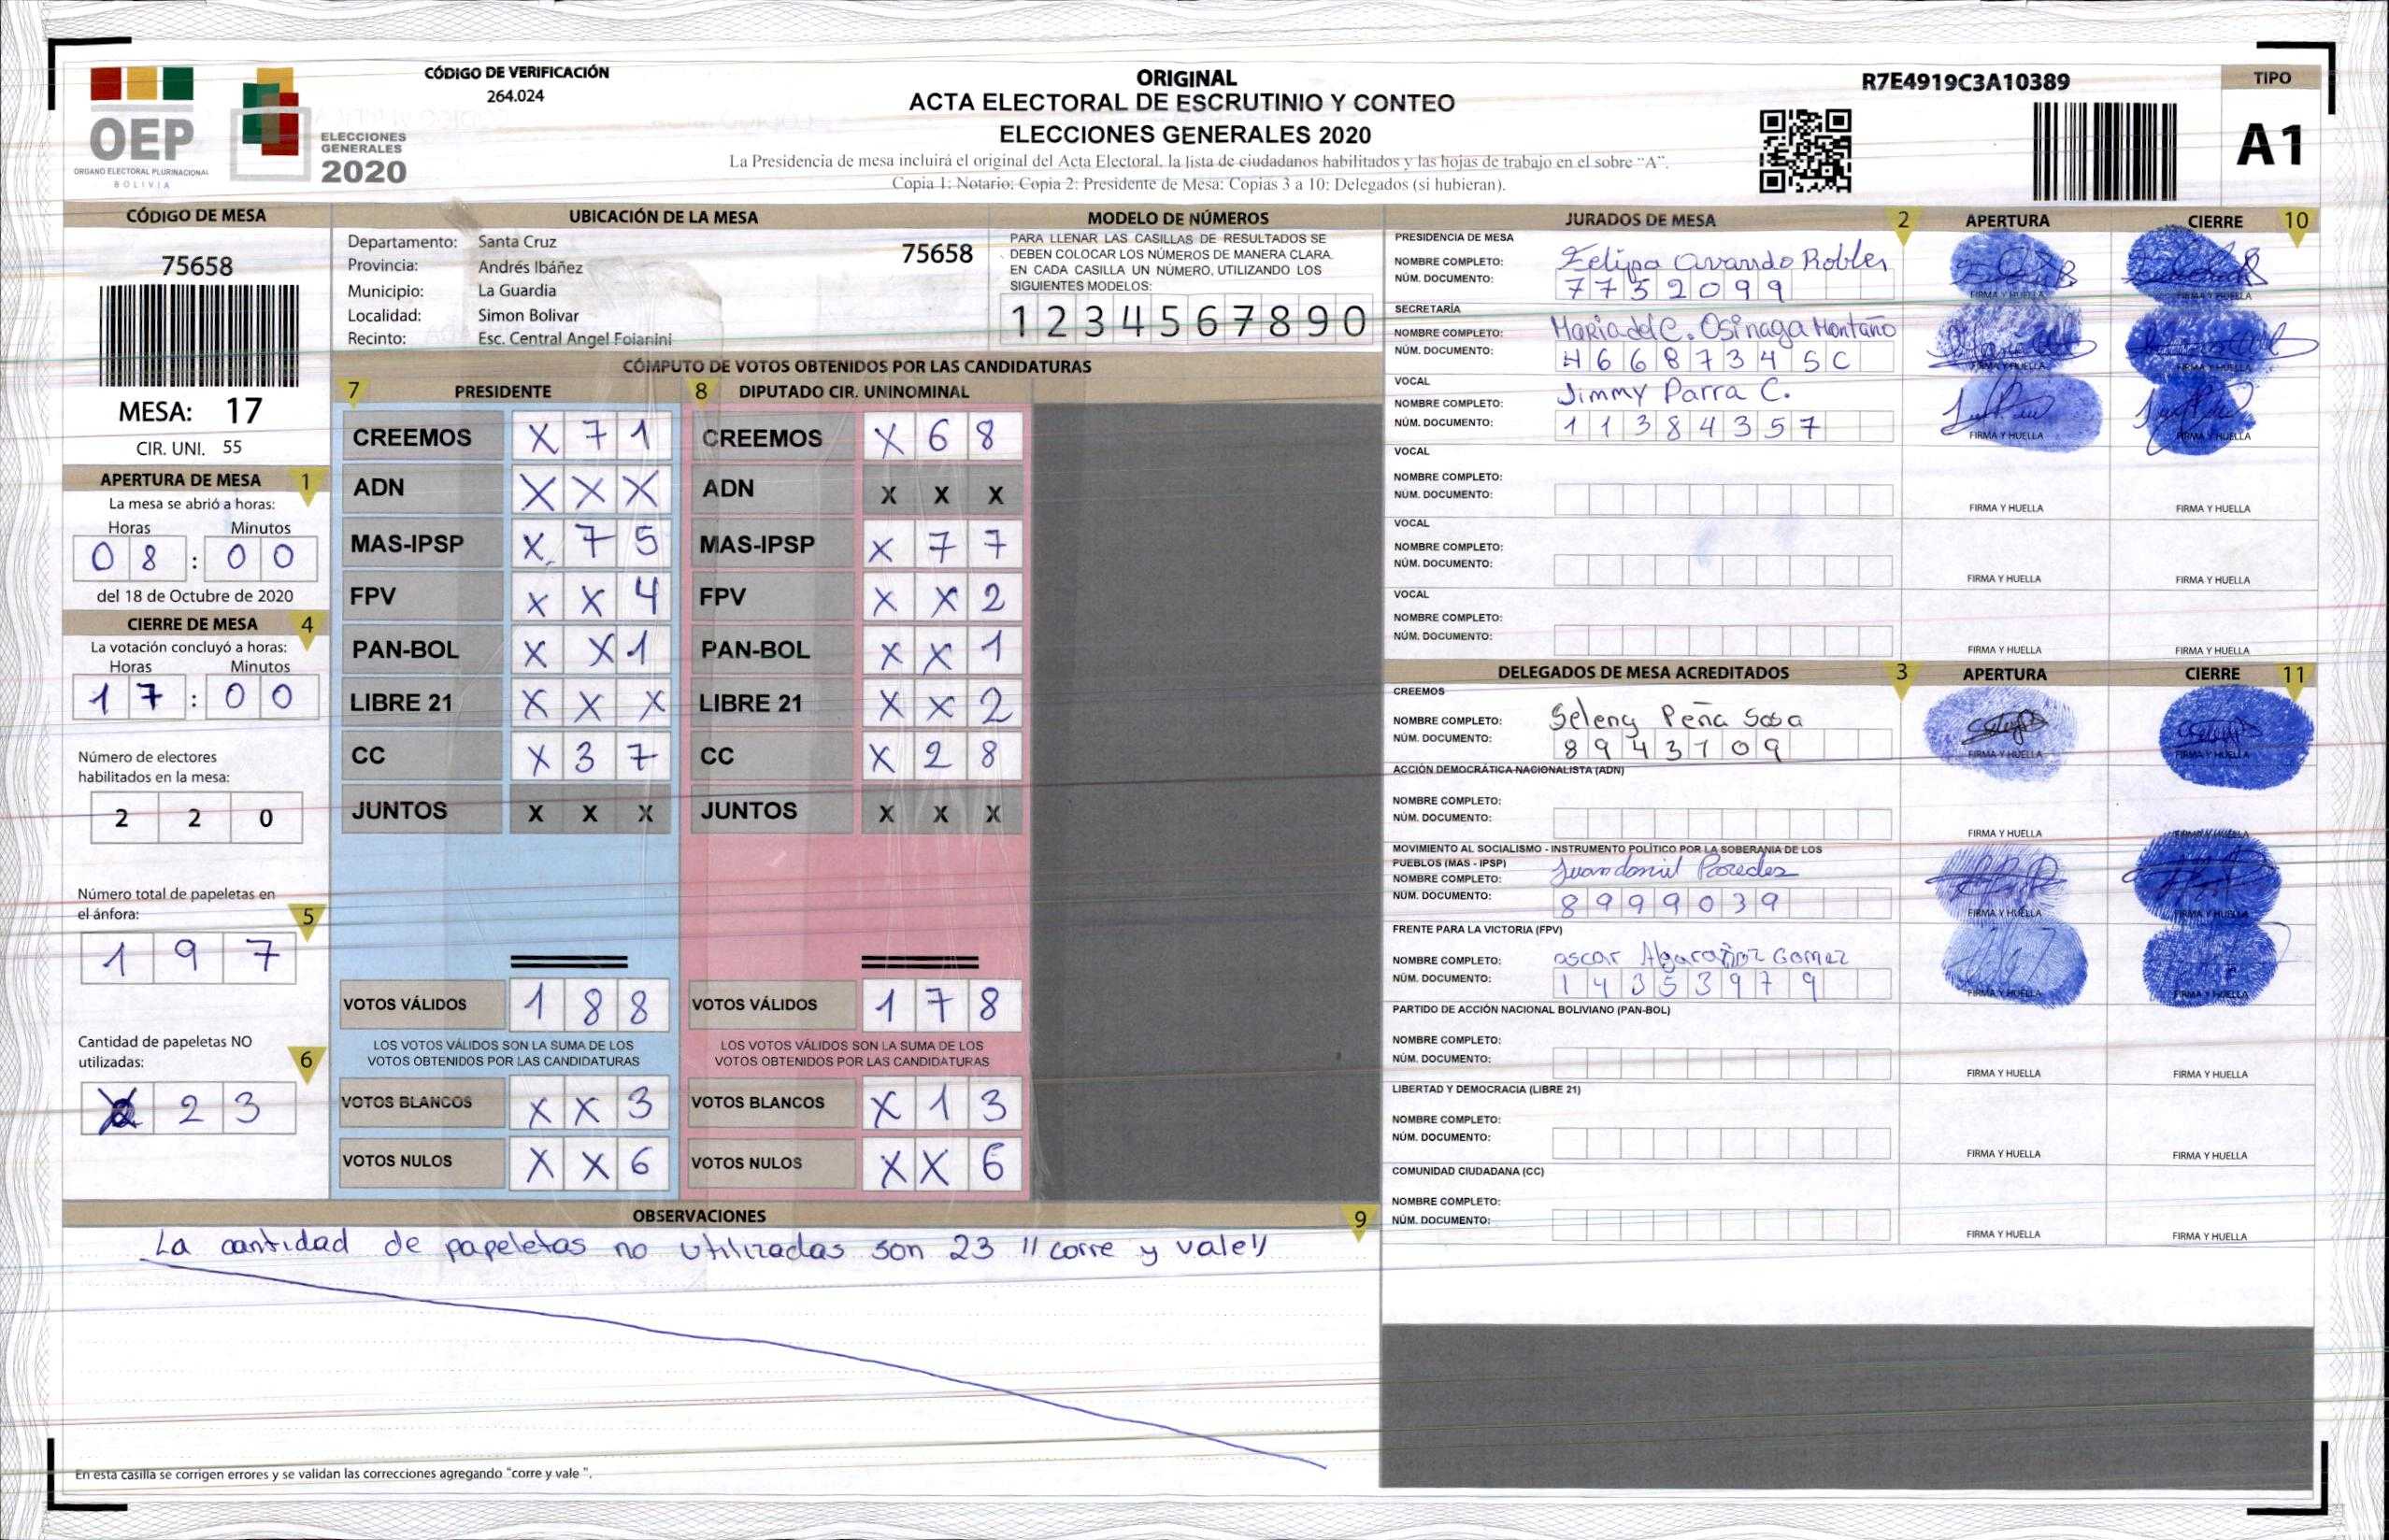 CÓDIGO DE VERIFICACIÓN
264.024
OEP
ORGANO ELECTORAL PLURINACIONAL
BOLIVIA
ELECCIONES
GENERALES
2020
ORIGINAL
ACTA ELECTORAL DE ESCRUTINIO Y CONTEO
ELECCIONES GENERALES 2020
La Presidencia de mesa incluirá el original del Acta Electoral, la lista de ciudadanos habilitados y las hojas de trabajo en el sobre "A".
Copia 1: Notario; Copia 2: Presidente de Mesa; Copias 3 a 10: Delegados (si hubieran).
R7E4919C3A10389
TIPO
A1
CÓDIGO DE MESA
75658
MESA: 17
CIR. UNI. 55
APERTURA DE MESA 1
La mesa se abrió a horas:
Horas Minutos
0 8 : 0 0
del 18 de Octubre de 2020
CIERRE DE MESA 4
La votación concluyó a horas:
Horas Minutos
1 7 : 0 0
Número de electores
habilitados en la mesa:
2 2 0
Número total de papeletas en
el ánfora: 5
1 9 7
Cantidad de papeletas NO
utilizadas: 6
2 3
UBICACIÓN DE LA MESA
Departamento: Santa Cruz 75658
Provincia: Andrés Ibáñez
Municipio: La Guardia
Localidad: Simon Bolivar
Recinto: Esc. Central Angel Foianini
MODELO DE NÚMEROS
PARA LLENAR LAS CASILLAS DE RESULTADOS SE
DEBEN COLOCAR LOS NÚMEROS DE MANERA CLARA.
EN CADA CASILLA UN NÚMERO, UTILIZANDO LOS
SIGUIENTES MODELOS:
1 2 3 4 5 6 7 8 9 0
CÓMPUTO DE VOTOS OBTENIDOS POR LAS CANDIDATURAS
7 PRESIDENTE 8 DIPUTADO CIR. UNINOMINAL
CREEMOS X 7 1 CREEMOS X 6 8
ADN X X X ADN X X X
MAS-IPSP X 7 5 MAS-IPSP X 7 7
FPV X X 4 FPV X X 2
PAN-BOL X X 1 PAN-BOL X X 1
LIBRE 21 X X X LIBRE 21 X X 2
CC X 3 7 CC X 2 8
JUNTOS X X X JUNTOS X X X
VOTOS VÁLIDOS 1 8 8 VOTOS VÁLIDOS 1 7 8
LOS VOTOS VÁLIDOS SON LA SUMA DE LOS LOS VOTOS VÁLIDOS SON LA SUMA DE LOS
VOTOS OBTENIDOS POR LAS CANDIDATURAS VOTOS OBTENIDOS POR LAS CANDIDATURAS
VOTOS BLANCOS X X 3 VOTOS BLANCOS X 1 3
VOTOS NULOS X X 6 VOTOS NULOS X X 6
OBSERVACIONES 9
La cantidad de papeletas no utilizadas son 23 "corre y vale"
En esta casilla se corrigen errores y se validan las correcciones agregando "corre y vale ".
JURADOS DE MESA 2 APERTURA CIERRE 10
PRESIDENCIA DE MESA
NOMBRE COMPLETO: Felipa Ovando Robles
NÚM. DOCUMENTO: 7 7 5 2 0 9 9
FIRMA Y HUELLA FIRMA Y HUELLA
SECRETARÍA
NOMBRE COMPLETO: Maria del C. Osinaga Montaño
NÚM. DOCUMENTO: 4 6 6 8 7 3 4 S C
FIRMA Y HUELLA FIRMA Y HUELLA
VOCAL
NOMBRE COMPLETO: Jimmy Parra C.
NÚM. DOCUMENTO: 1 1 3 8 4 3 5 7
FIRMA Y HUELLA FIRMA Y HUELLA
VOCAL
NOMBRE COMPLETO:
NÚM. DOCUMENTO:
FIRMA Y HUELLA FIRMA Y HUELLA
VOCAL
NOMBRE COMPLETO:
NÚM. DOCUMENTO:
FIRMA Y HUELLA FIRMA Y HUELLA
VOCAL
NOMBRE COMPLETO:
NÚM. DOCUMENTO:
FIRMA Y HUELLA FIRMA Y HUELLA
DELEGADOS DE MESA ACREDITADOS 3 APERTURA CIERRE 11
CREEMOS
NOMBRE COMPLETO: Seleny Peña Sosa
NÚM. DOCUMENTO: 8 9 4 3 1 0 9
FIRMA Y HUELLA FIRMA Y HUELLA
ACCIÓN DEMOCRÁTICA NACIONALISTA (ADN)
NOMBRE COMPLETO:
NÚM. DOCUMENTO:
FIRMA Y HUELLA FIRMA Y HUELLA
MOVIMIENTO AL SOCIALISMO - INSTRUMENTO POLÍTICO POR LA SOBERANIA DE LOS
PUEBLOS (MAS - IPSP)
NOMBRE COMPLETO: Juan daniel Paredes
NÚM. DOCUMENTO: 8 9 9 9 0 3 9
FIRMA Y HUELLA FIRMA Y HUELLA
FRENTE PARA LA VICTORIA (FPV)
NOMBRE COMPLETO: oscar Gomez
NÚM. DOCUMENTO: 1 4 3 5 3 9 7 9
FIRMA Y HUELLA FIRMA Y HUELLA
PARTIDO DE ACCIÓN NACIONAL BOLIVIANO (PAN-BOL)
NOMBRE COMPLETO:
NÚM. DOCUMENTO:
FIRMA Y HUELLA FIRMA Y HUELLA
LIBERTAD Y DEMOCRACIA (LIBRE 21)
NOMBRE COMPLETO:
NÚM. DOCUMENTO:
FIRMA Y HUELLA FIRMA Y HUELLA
COMUNIDAD CIUDADANA (CC)
NOMBRE COMPLETO:
NÚM. DOCUMENTO:
FIRMA Y HUELLA FIRMA Y HUELLA